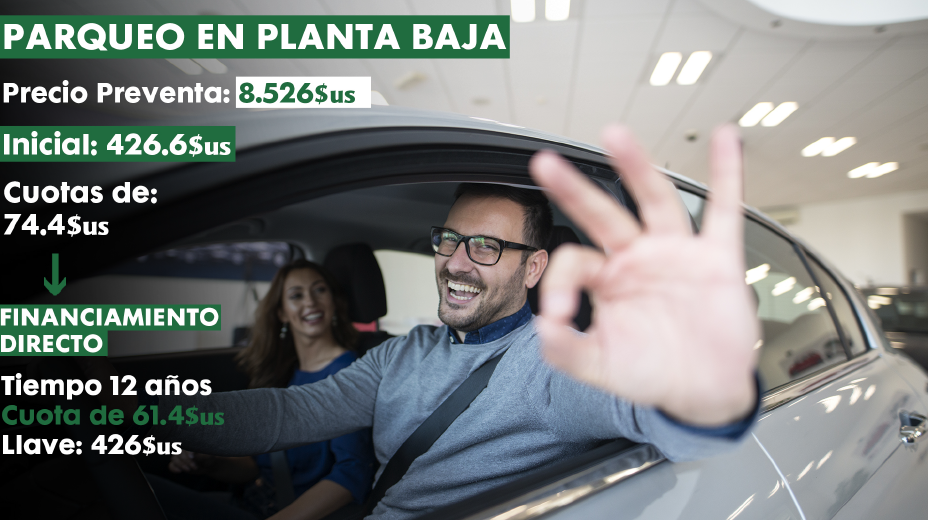 PARQUEO EN PLANTA BAJA
Precio Preventa: 8.526$us
Inicial: 426.6$us
Cuotas de:
74.4$us
FINANCIAMIENTO
DIRECTO
Tiempo 12 años
Cuota de 61.4$us
Llave: 426$us